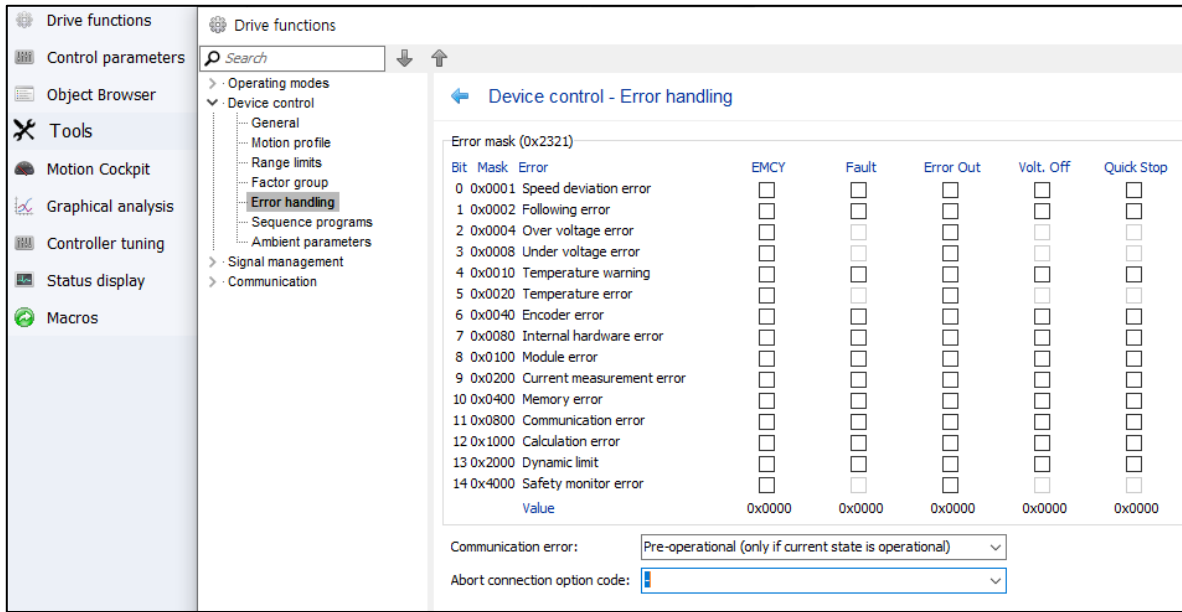 Drive functions
Control parameters
Object Browser
Tools
Motion Cockpit
Graphical analysis
Controller tuning
Status display
Macros
Drive functions
Search
Operating modes
Device control
General
Motion profile
Range limits
Factor group
Error handling
Sequence programs
Ambient parameters
Signal management
Communication
Device control - Error handling
Error mask (0x2321)
Bit Mask Error EMCY Fault Error Out Volt. Off Quick Stop
0 0x0001 Speed deviation error
1 0x0002 Following error
2 0x0004 Over voltage error
3 0x0008 Under voltage error
4 0x0010 Temperature warning
5 0x0020 Temperature error
6 0x0040 Encoder error
7 0x0080 Internal hardware error
8 0x0100 Module error
9 0x0200 Current measurement error
10 0x0400 Memory error
11 0x0800 Communication error
12 0x1000 Calculation error
13 0x2000 Dynamic limit
14 0x4000 Safety monitor error
Value 0x0000 0x0000 0x0000 0x0000 0x0000
Communication error: Pre-operational (only if current state is operational)
Abort connection option code: -